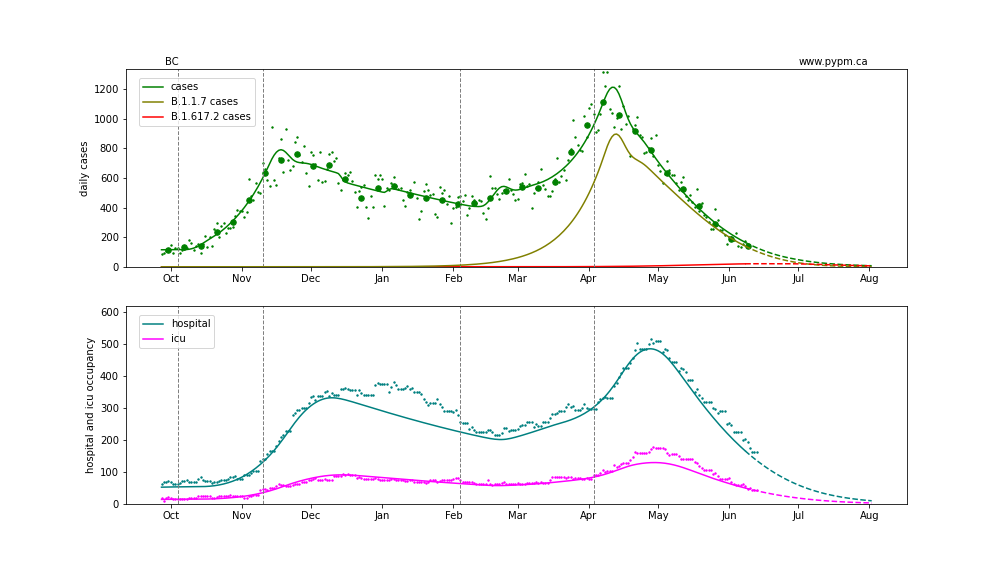 BC
www.pypm.ca
daily cases
1200
1000
800
600
400
200
0
cases
B.1.1.7 cases
B.1.617.2 cases
Oct Nov Dec Jan Feb Mar Apr May Jun Jul Aug
hospital and icu occupancy
600
500
400
300
200
100
0
hospital
icu
Oct Nov Dec Jan Feb Mar Apr May Jun Jul Aug